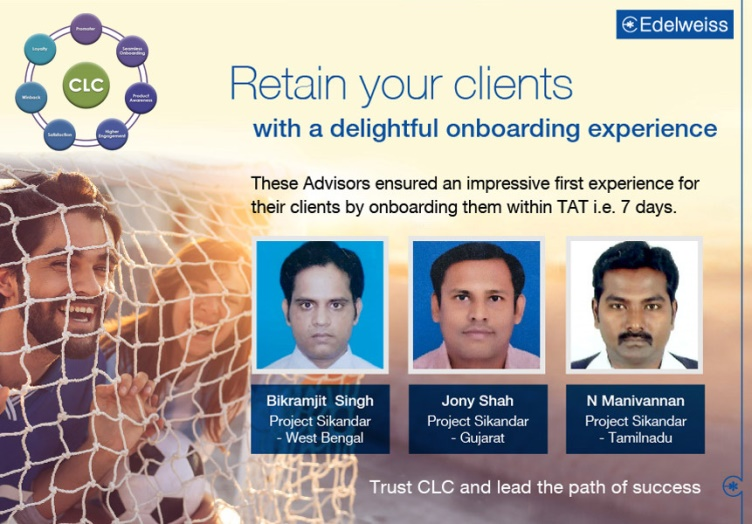 Edelweiss
Promoter
Loyalty
Seamless
Onboarding
CLC
Winback
Product
Awareness
Satisfaction
Higher
Engagement
Retain your clients
with a delightful onboarding experience
These Advisors ensured an impressive first experience for
their clients by onboarding them within TAT i.e. 7 days.
Bikramjit Singh
Project Sikandar
- West Bengal
Jony Shah
Project Sikandar
- Gujarat
N Manivannan
Project Sikandar
- Tamilnadu
Trust CLC and lead the path of success